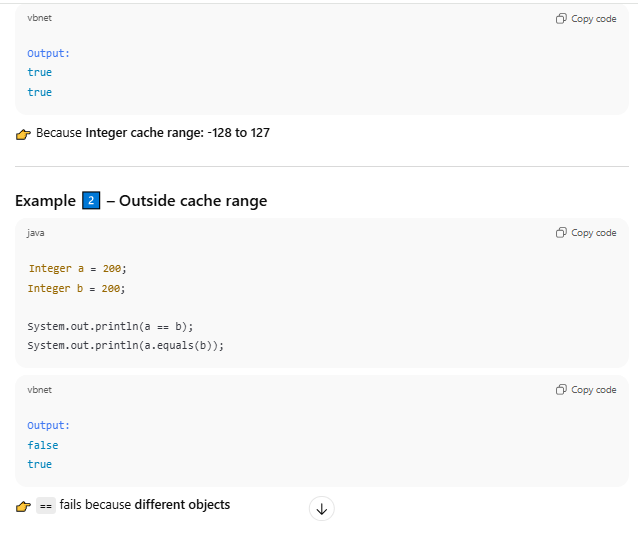 vbnet
Copy code
Output:
true
true
👉 Because Integer cache range: -128 to 127
Example 2️⃣ – Outside cache range
java
Copy code
Integer a = 200;
Integer b = 200;
System.out.println(a == b);
System.out.println(a.equals(b));
vbnet
Copy code
Output:
false
true
👉 == fails because different objects